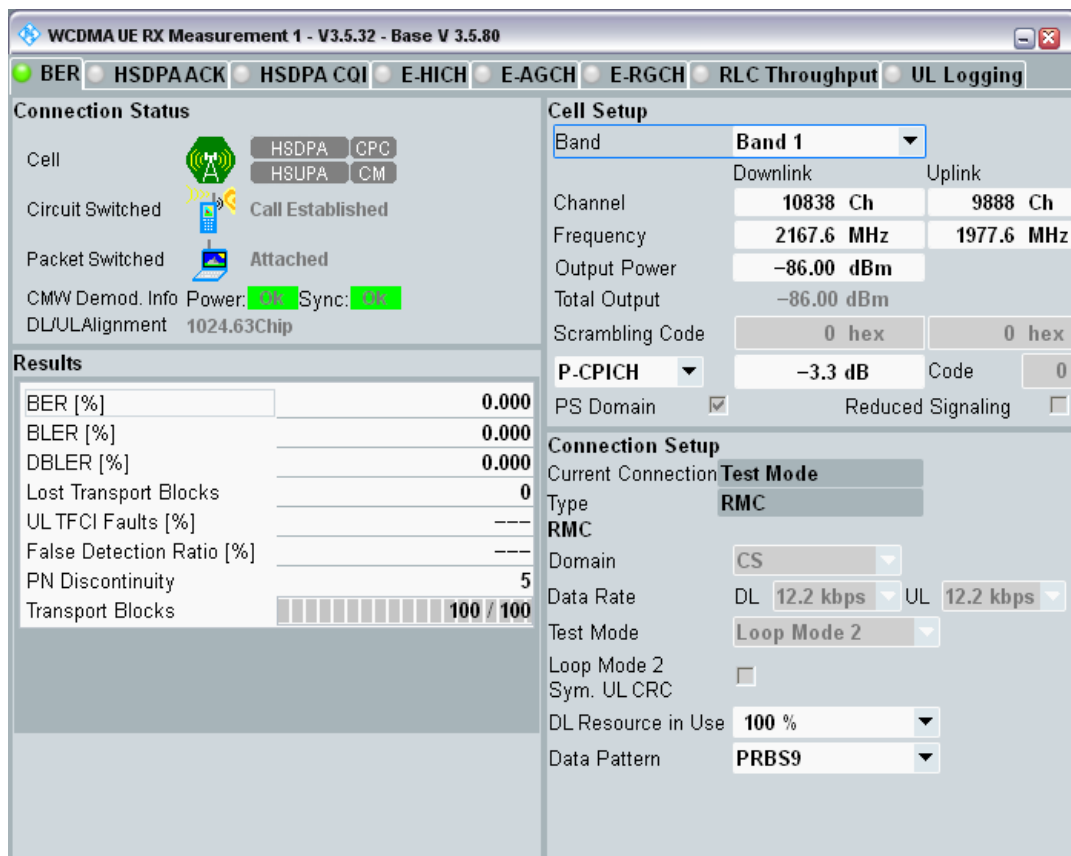 WCDMA UE RX Measurement 1 - V3.5.32 - Base V 3.5.80
BER HSDPA ACK HSDPA CQI E-HICH E-AGCH E-RGCH RLC Throughput UL Logging
Connection Status
Cell HSDPA CPC
HSUPA CM
Circuit Switched Call Established
Packet Switched Attached
CMW Demod. Info Power: Ok Sync: Ok
DL/ULAlignment 1024.63Chip
Results
BER [%] 0.000
BLER [%] 0.000
DBLER [%] 0.000
Lost Transport Blocks 0
UL TFCI Faults [%] ---
False Detection Ratio [%] ---
PN Discontinuity 5
Transport Blocks 100 / 100
Cell Setup
Band Band 1
Downlink Uplink
Channel 10838 Ch 9888 Ch
Frequency 2167.6 MHz 1977.6 MHz
Output Power -86.00 dBm
Total Output -86.00 dBm
Scrambling Code 0 hex 0 hex
P-CPICH -3.3 dB Code 0
PS Domain Reduced Signaling
Connection Setup
Current Connection Test Mode
Type RMC
RMC
Domain CS
Data Rate DL 12.2 kbps UL 12.2 kbps
Test Mode Loop Mode 2
Loop Mode 2
Sym. UL CRC
DL Resource in Use 100 %
Data Pattern PRBS9